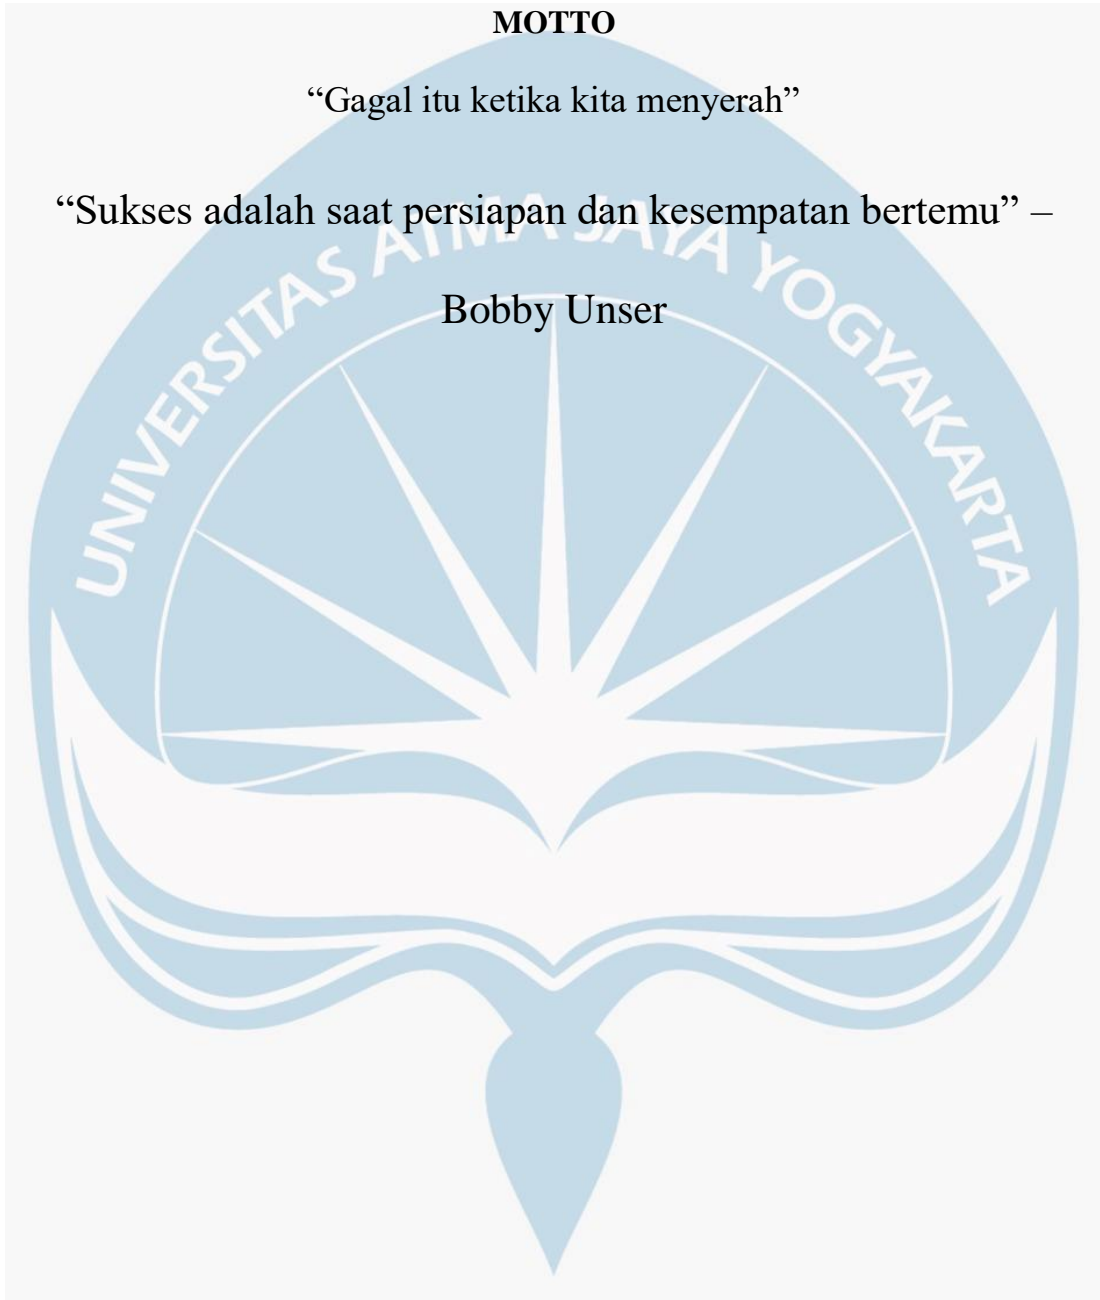 MOTTO
“Gagal itu ketika kita menyerah”
“Sukses adalah saat persiapan dan kesempatan bertemu” –
Bobby Unser
UNIVERSITAS ATMA JAYA YOGYAKARTA